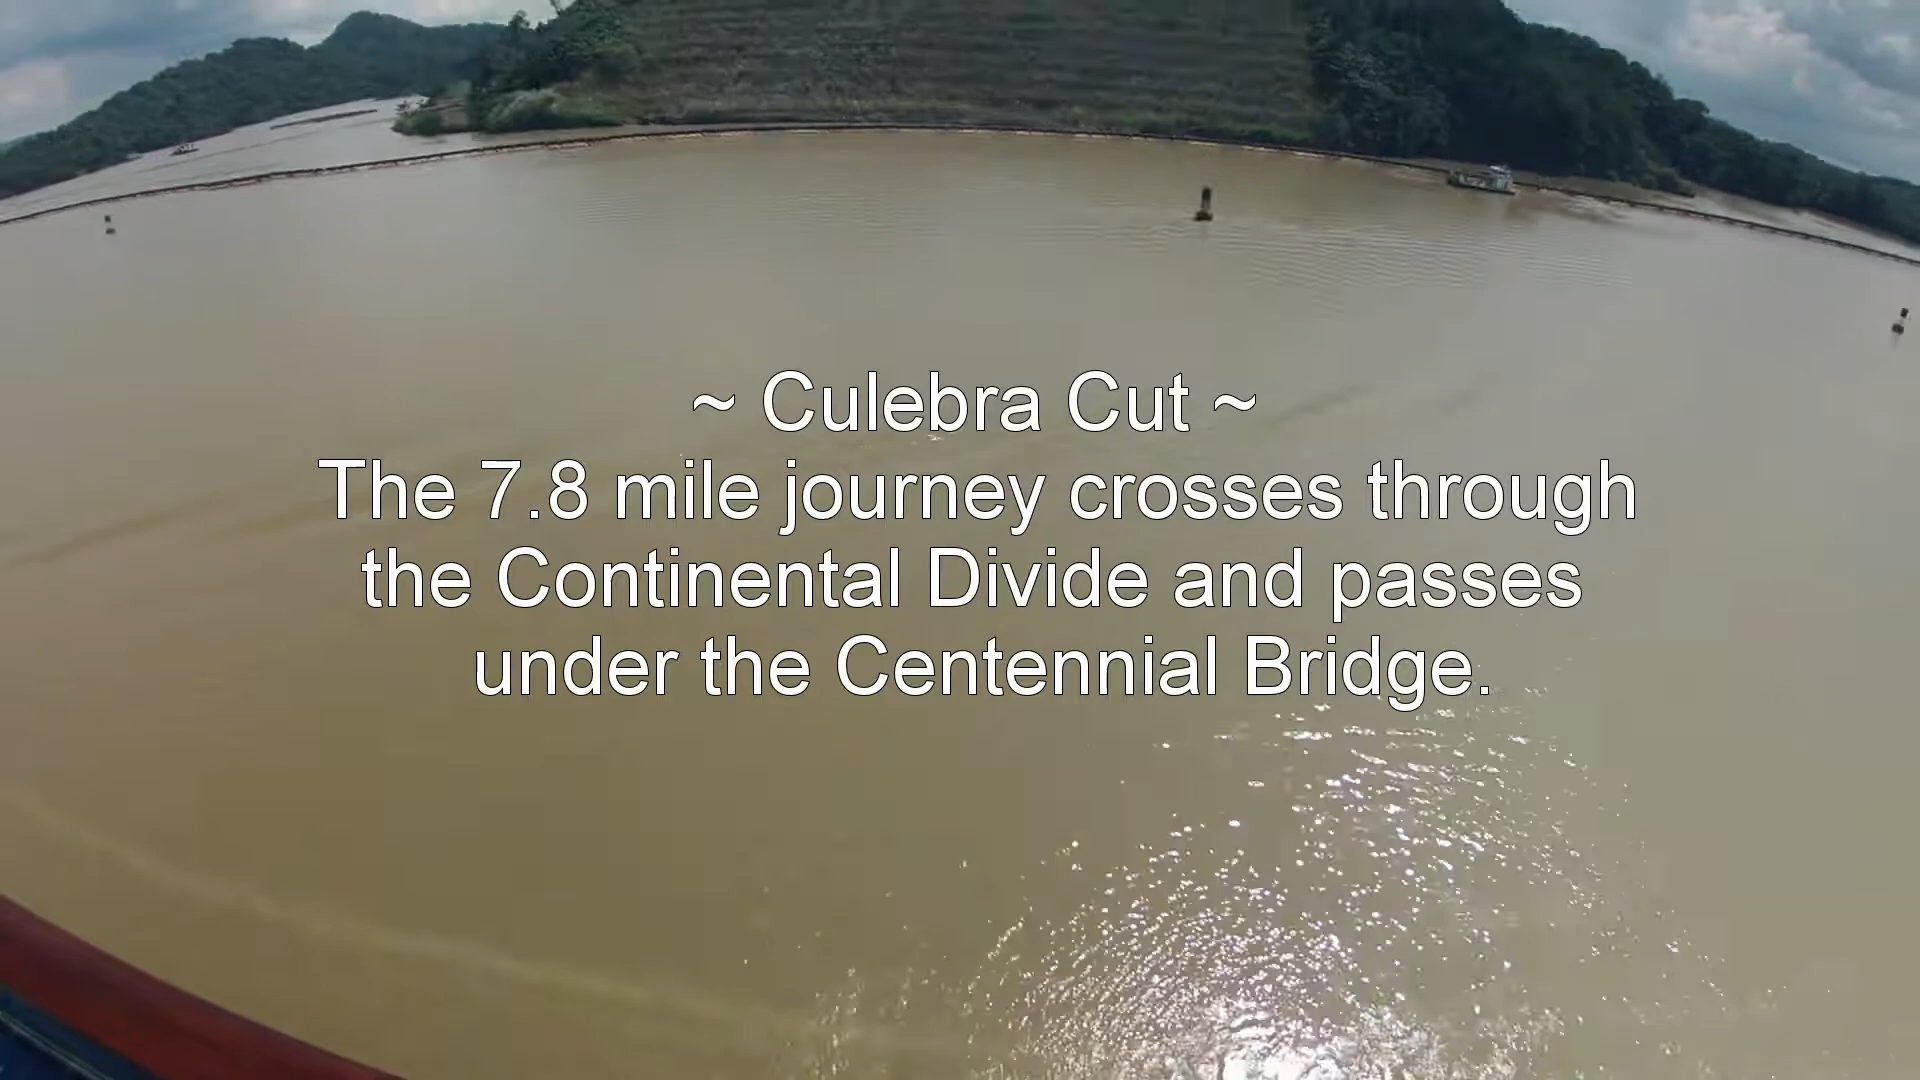 ~ Culebra Cut ~
The 7.8 mile journey crosses through
the Continental Divide and passes
under the Centennial Bridge.